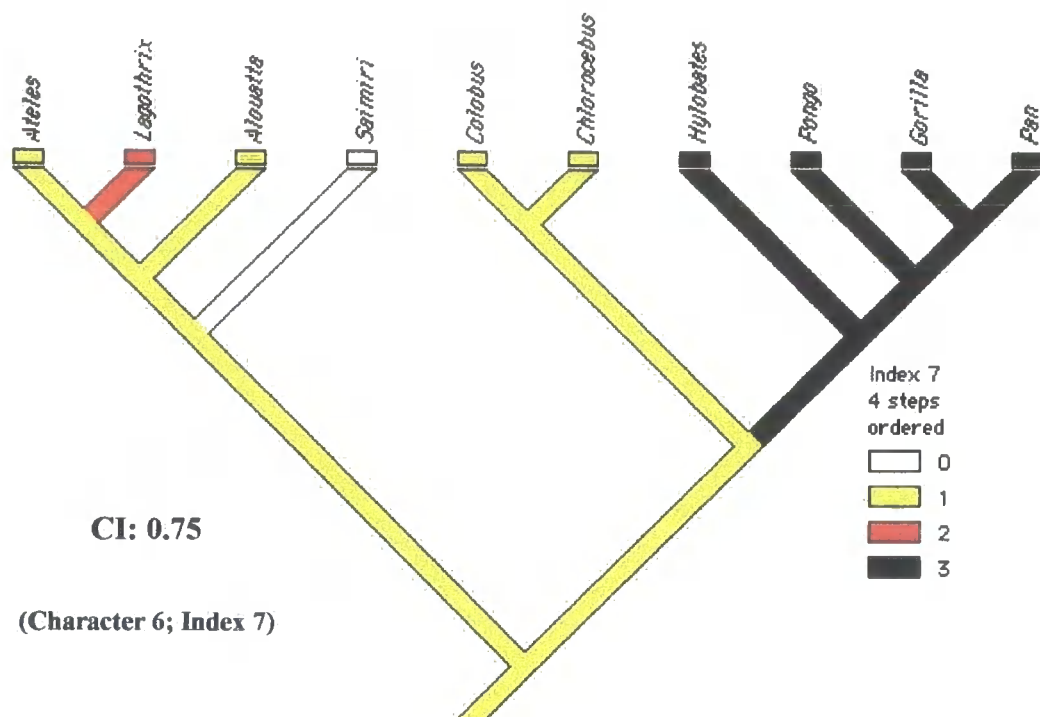 Ateles
Lagothrix
Alouatta
Saimiri
Colobus
Chlorocebus
Hylobates
Pongo
Gorilla
Pan
Index 7
4 steps
ordered
0
1
2
3
CI: 0.75
(Character 6; Index 7)